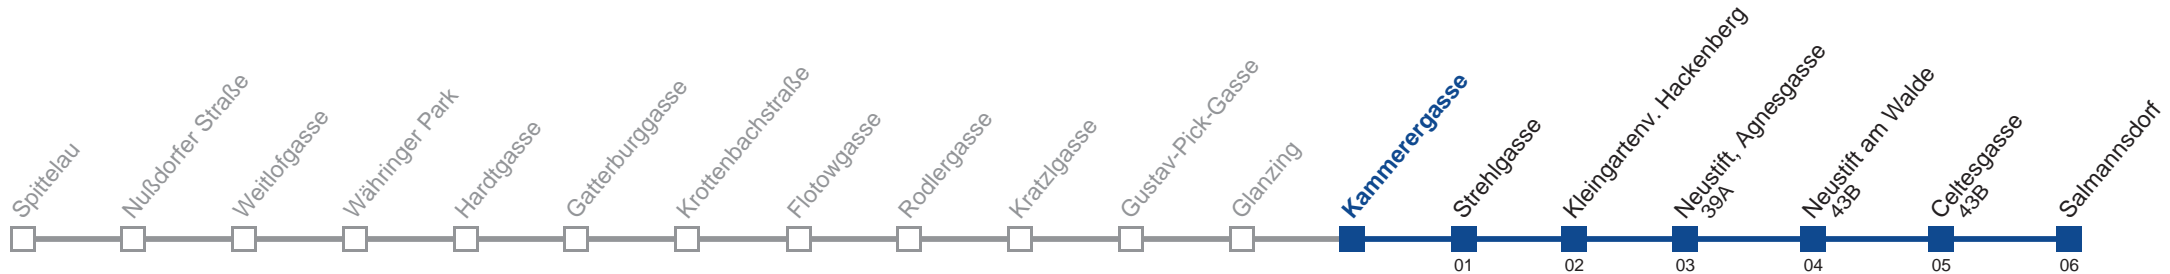 Spittelau
Nußdorfer Straße
Weitlofgasse
Währinger Park
Hardtgasse
Gatterburggasse
Krottenbachstraße
Flotowgasse
Rodlergasse
Kratzlgasse
Gustav-Pick-Gasse
Glanzing
Kammerergasse
Strehlgasse
Kleingartenv. Hackenberg
Neustift, Agnesgasse
39A
Neustift am Walde
43B
Celtesgasse
43B
Salmannsdorf
01
02
03
04
05
06